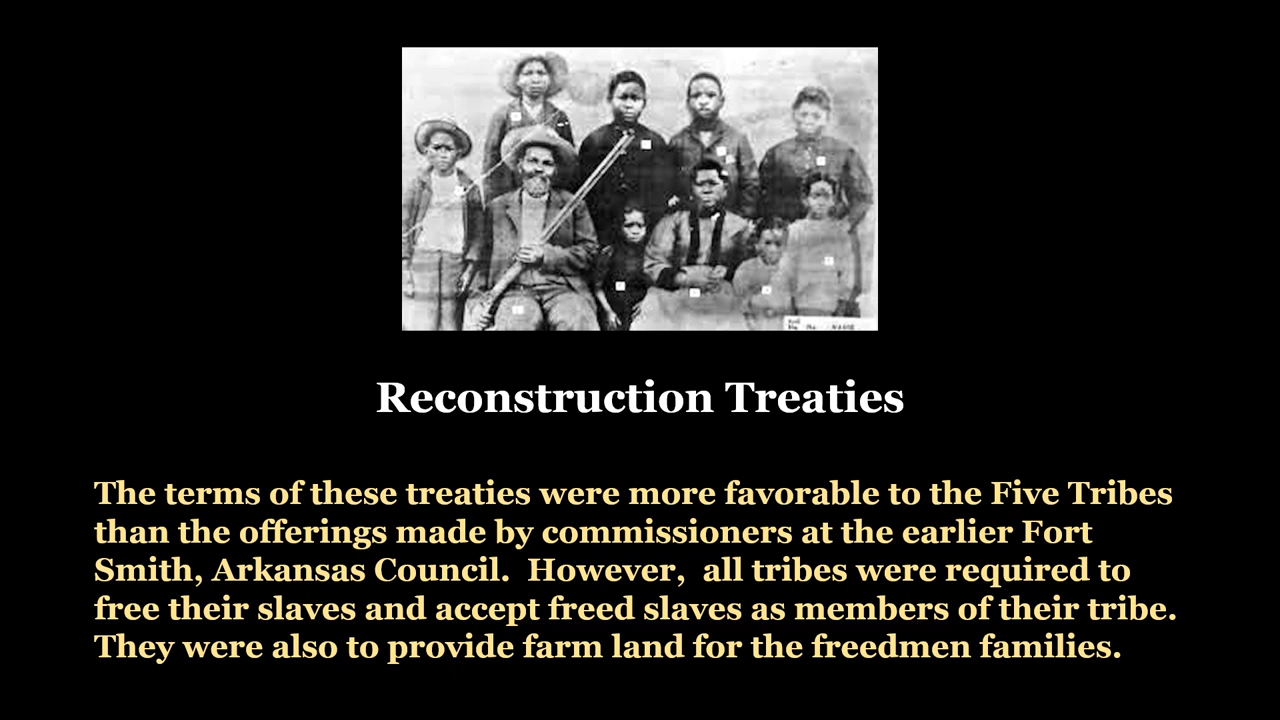 Reconstruction Treaties
The terms of these treaties were more favorable to the Five Tribes
than the offerings made by commissioners at the earlier Fort
Smith, Arkansas Council.  However,  all tribes were required to
free their slaves and accept freed slaves as members of their tribe.
They were also to provide farm land for the freedmen families.